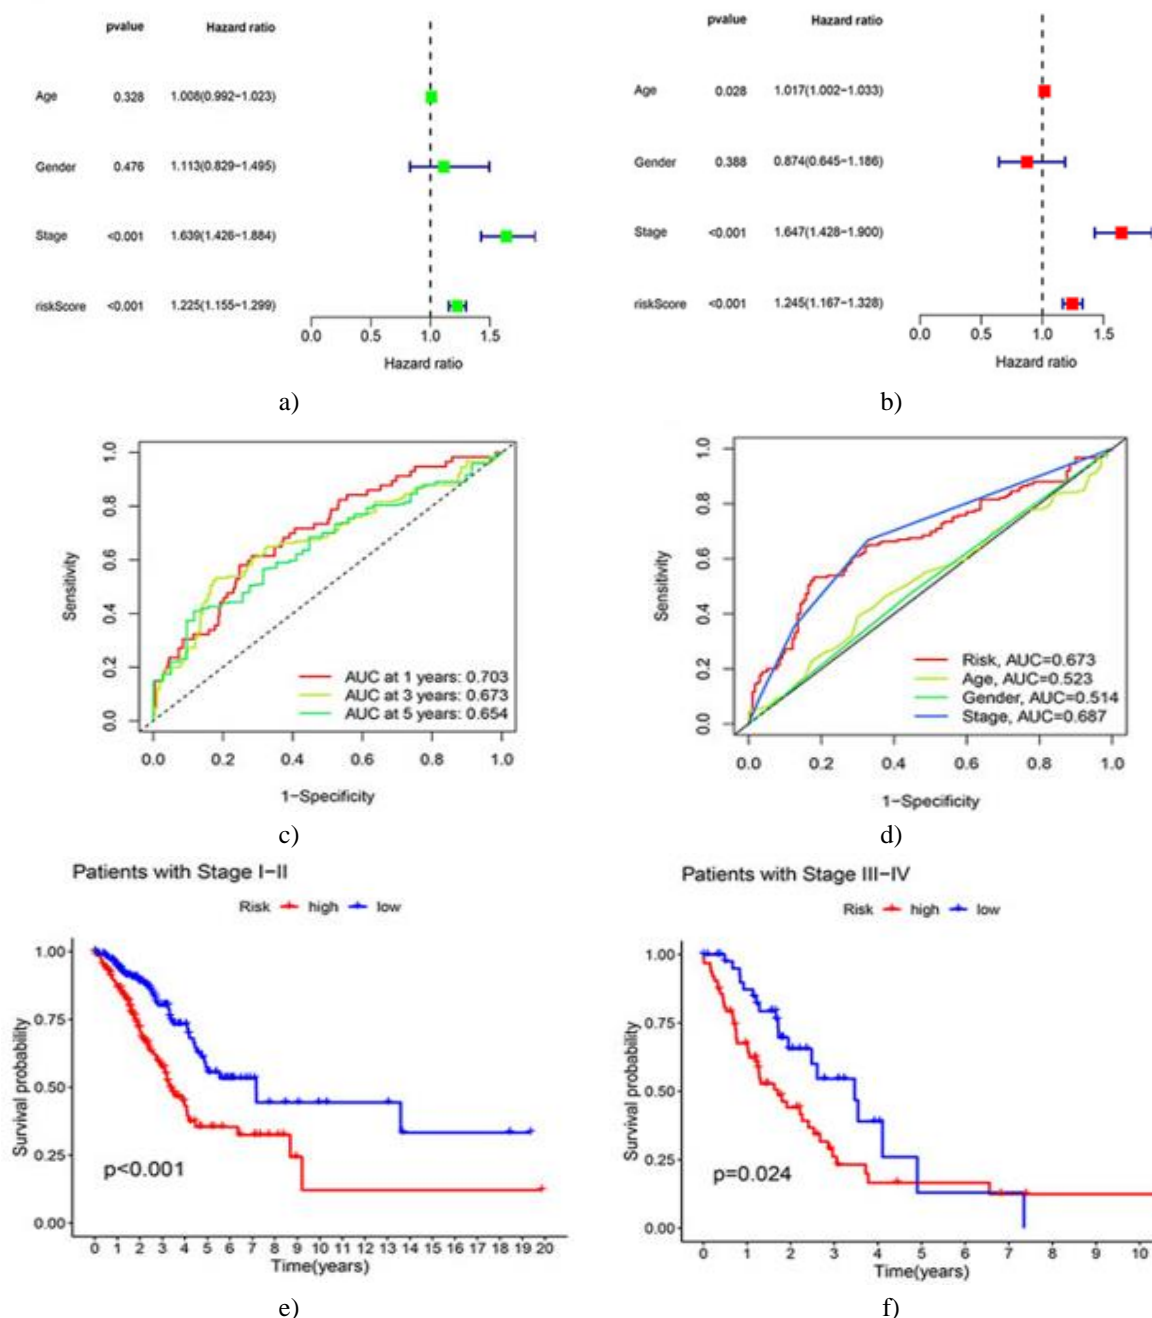 pvalue Hazard ratio
Age 0.328 1.008(0.992−1.023)
Gender 0.476 1.113(0.829−1.495)
Stage <0.001 1.639(1.426−1.884)
riskScore <0.001 1.225(1.155−1.299)
0.0 0.5 1.0 1.5
Hazard ratio
a)
pvalue Hazard ratio
Age 0.028 1.017(1.002−1.033)
Gender 0.388 0.874(0.645−1.186)
Stage <0.001 1.647(1.428−1.900)
riskScore <0.001 1.245(1.167−1.328)
0.0 0.5 1.0 1.5
Hazard ratio
b)
1.0
0.8
0.6
0.4
0.2
0.0
Sensitivity
AUC at 1 years: 0.703
AUC at 3 years: 0.673
AUC at 5 years: 0.654
0.0 0.2 0.4 0.6 0.8 1.0
1−Specificity
c)
1.0
0.8
0.6
0.4
0.2
0.0
Sensitivity
Risk, AUC=0.673
Age, AUC=0.523
Gender, AUC=0.514
Stage, AUC=0.687
0.0 0.2 0.4 0.6 0.8 1.0
1−Specificity
d)
Patients with Stage I−II
Risk high low
1.00
0.75
0.50
0.25
0.00
Survival probability
p<0.001
0 1 2 3 4 5 6 7 8 9 10 11 12 13 14 15 16 17 18 19 20
Time(years)
e)
Patients with Stage III−IV
Risk high low
1.00
0.75
0.50
0.25
0.00
Survival probability
p=0.024
0 1 2 3 4 5 6 7 8 9 10
Time(years)
f)